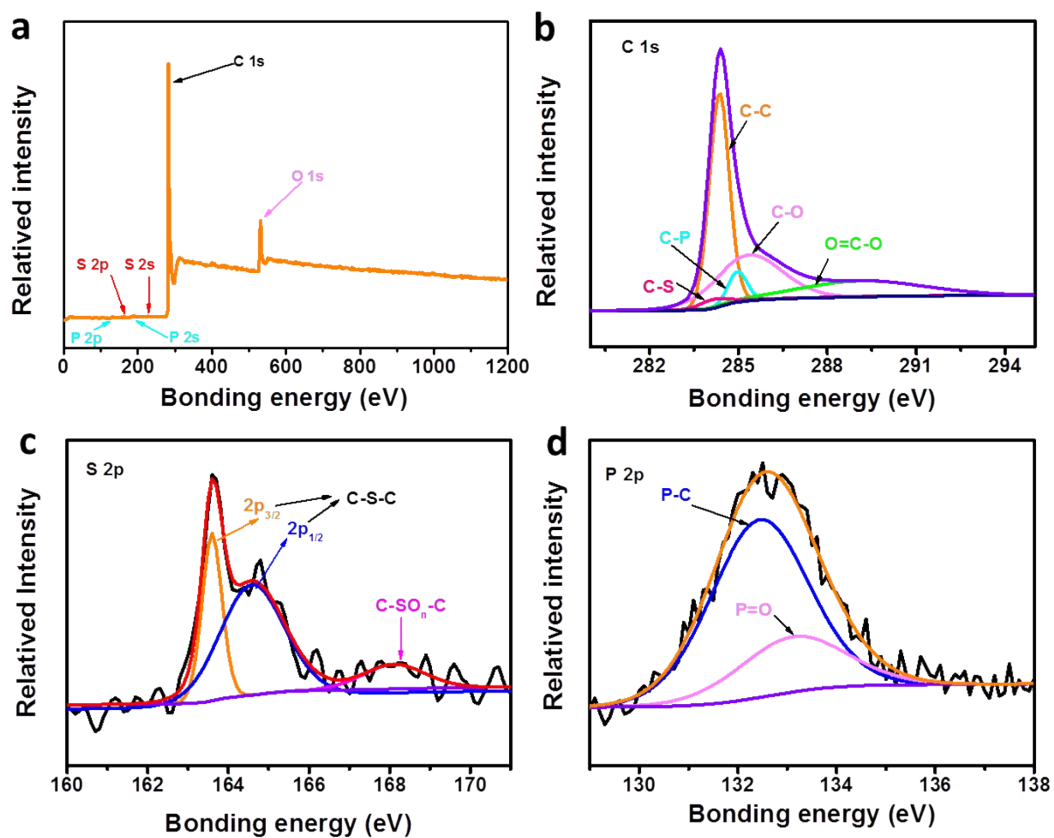 a
C 1s
O 1s
S 2p
S 2s
P 2p
P 2s
Relatived intensity
0
200
400
600
800
1000
1200
Bonding energy (eV)
b
C 1s
C-C
C-O
C-P
O=C-O
C-S
Relatived intensity
282
285
288
291
294
Bonding energy (eV)
c
S 2p
2p3/2
C-S-C
2p1/2
C-SOn-C
Relatived Intensity
160
162
164
166
168
170
Bonding energy (eV)
d
P 2p
P-C
P=O
Relatived intensity
130
132
134
136
138
Bonding energy (eV)